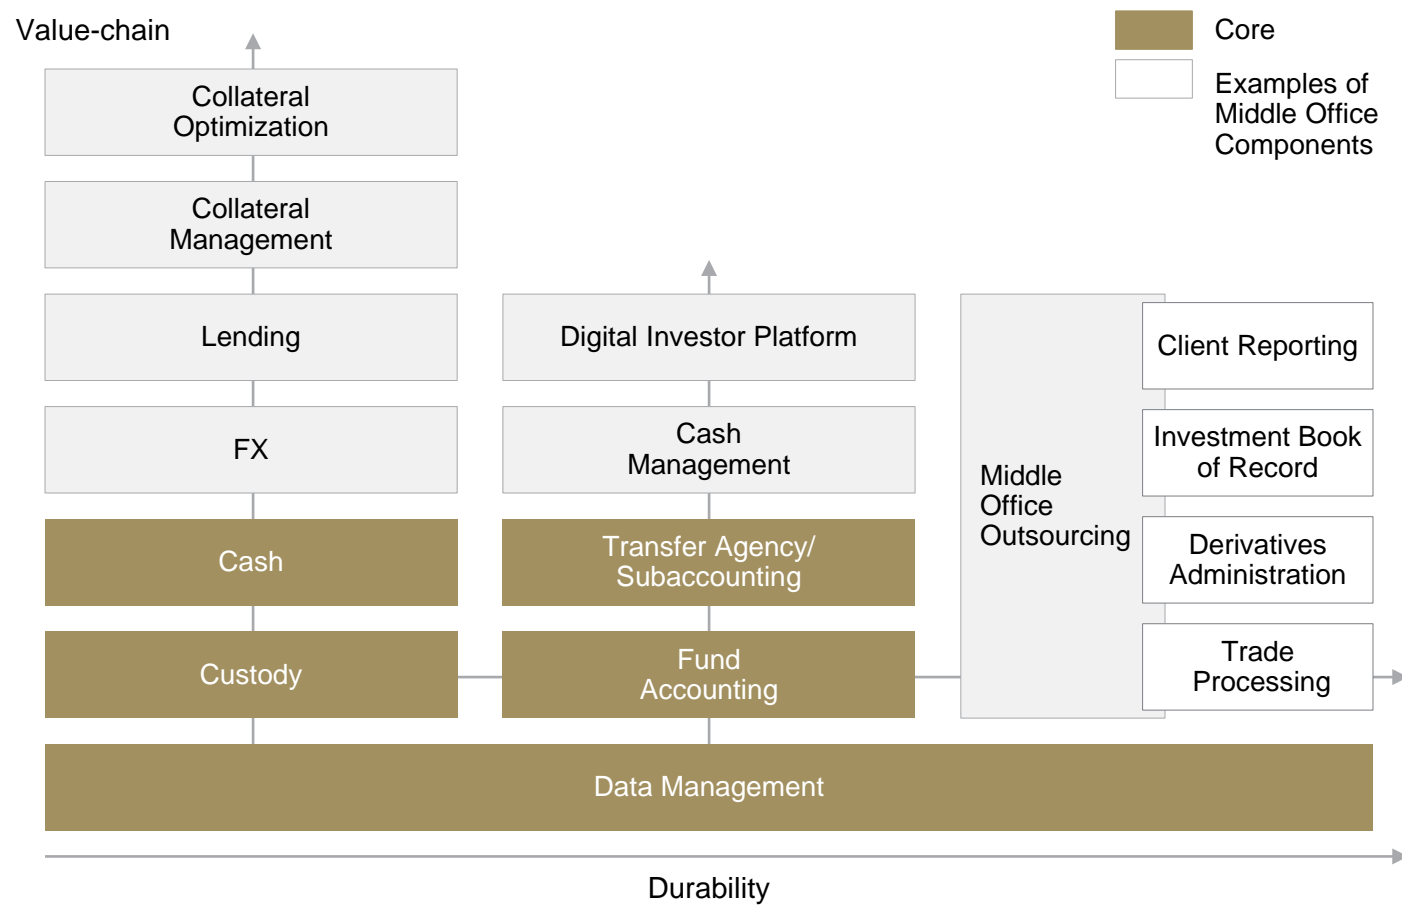 Value-chain
Core
Examples of
Middle Office
Components
Collateral
Optimization
Collateral
Management
Lending
FX
Cash
Custody
Digital Investor Platform
Cash
Management
Transfer Agency/
Subaccounting
Fund
Accounting
Middle
Office
Outsourcing
Client Reporting
Investment Book
of Record
Derivatives
Administration
Trade
Processing
Data Management
Durability